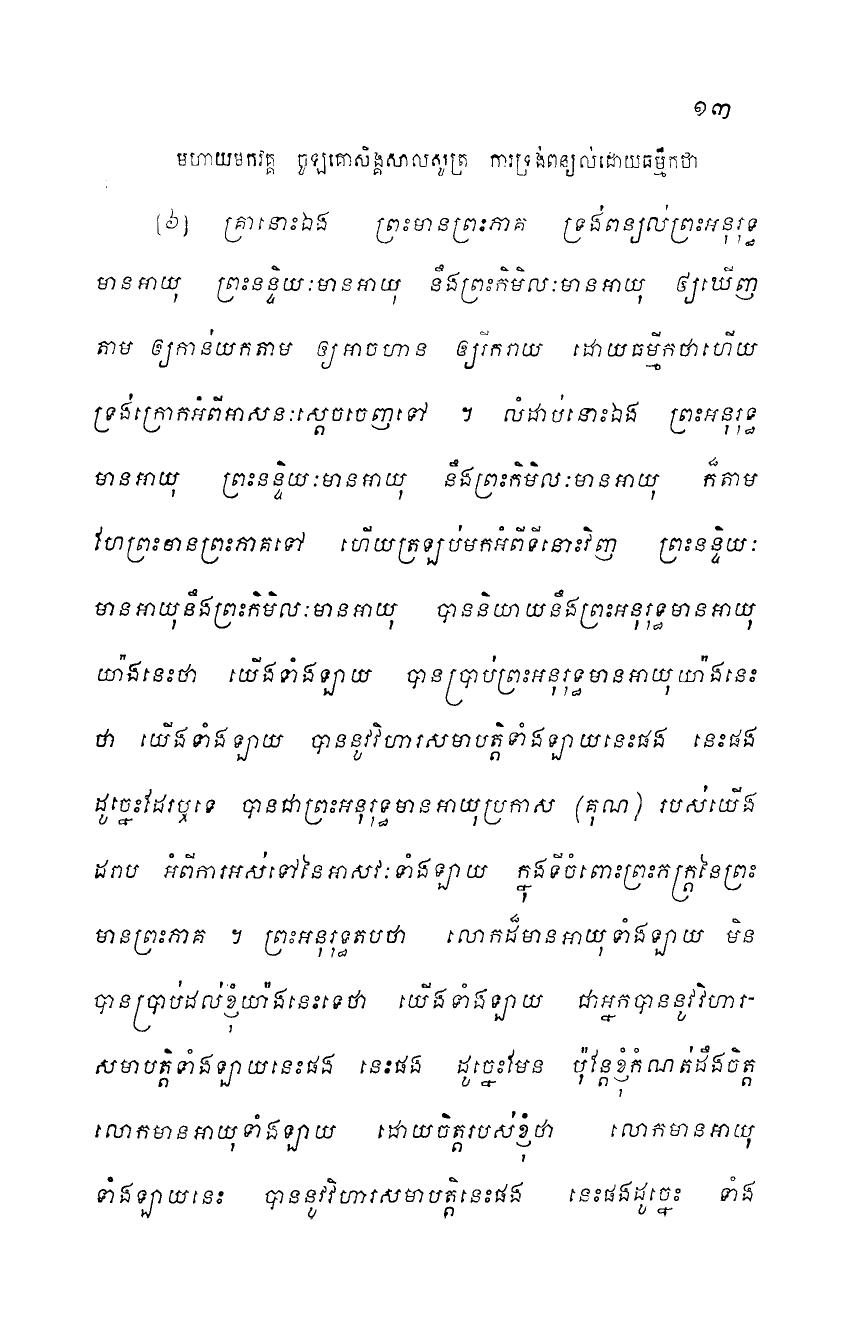 ១៣
មហាយមកវគ្គ ចូឡគោសិង្គសាលសូត្រ ការទ្រង់ពន្យល់ដោយធម្មីកថា
[៦] គ្រានោះឯង ព្រះមានព្រះភាគ ទ្រង់ពន្យល់ព្រះអនុរុទ្ធ
មានអាយុ ព្រះនន្ទិយៈមានអាយុ នឹងព្រះកិមិលៈមានអាយុ ឲ្យឃើញ
តាម ឲ្យកាន់យកតាម ឲ្យអាចហាន ឲ្យរីករាយ ដោយធម្មីកថាហើយ
ទ្រង់ក្រោកអំពីអាសនៈស្តេចចេញទៅ ។ លំដាប់នោះឯង ព្រះអនុរុទ្ធ
មានអាយុ ព្រះនន្ទិយៈមានអាយុ នឹងព្រះកិមិលៈមានអាយុ ក៏តាម
ហែព្រះមានព្រះភាគទៅ ហើយត្រឡប់មកអំពីទីនោះវិញ ព្រះនន្ទិយៈ
មានអាយុនឹងព្រះកិមិលៈមានអាយុ បាននិយាយនឹងព្រះអនុរុទ្ធមានអាយុ
យ៉ាងនេះថា យើងទាំងឡាយ បានប្រាប់ព្រះអនុរុទ្ធមានអាយុយ៉ាងនេះ
ថា យើងទាំងឡាយ បាននូវវិហារសមាបត្តិទាំងឡាយនេះផង នេះផង
ដូច្នេះដែរឬទេ បានជាព្រះអនុរុទ្ធមានអាយុប្រកាស (គុណ) របស់យើង
ដរាប អំពីការអស់ទៅនៃអាសវៈទាំងឡាយ ក្នុងទីចំពោះព្រះភក្ត្រនៃព្រះ
មានព្រះភាគ ។ ព្រះអនុរុទ្ធតបថា លោកដ៏មានអាយុទាំងឡាយ មិន
បានប្រាប់ដល់ខ្ញុំយ៉ាងនេះទេថា យើងទាំងឡាយ ជាអ្នកបាននូវវិហារ-
សមាបត្តិទាំងឡាយនេះផង នេះផង ដូច្នេះមែន ប៉ុន្តែខ្ញុំកំណត់ដឹងចិត្ត
លោកមានអាយុទាំងឡាយ ដោយចិត្តរបស់ខ្ញុំថា លោកមានអាយុ
ទាំងឡាយនេះ បាននូវវិហារសមាបត្តិនេះផង នេះផងដូច្នេះ ទាំង